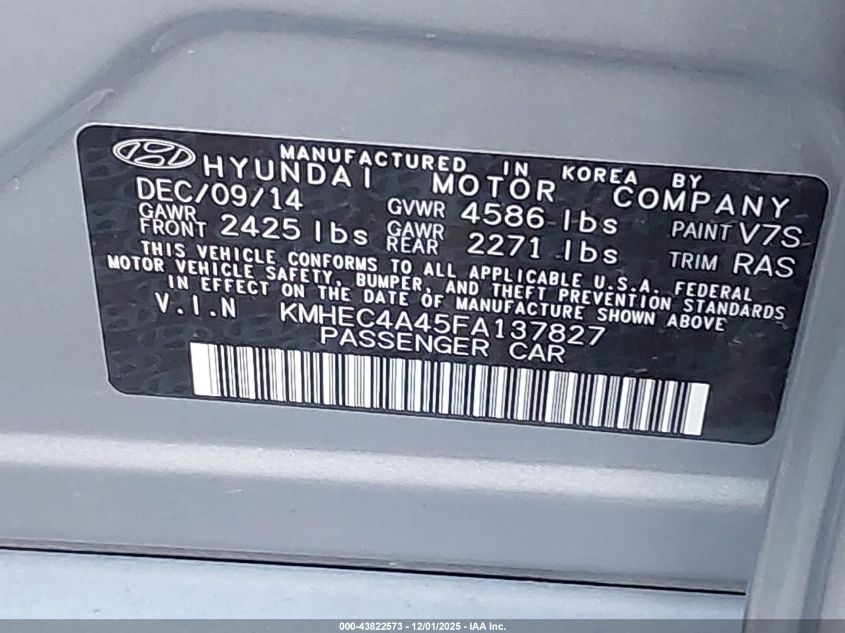 MANUFACTURED IN KOREA BY
HYUNDAI MOTOR COMPANY
DEC/09/14 GVWR 4586 lbs PAINT V7S
GAWR FRONT 2425 lbs GAWR REAR 2271 lbs TRIM RAS
THIS VEHICLE CONFORMS TO ALL APPLICABLE U.S.A. FEDERAL
MOTOR VEHICLE SAFETY, BUMPER, AND THEFT PREVENTION STANDARDS
IN EFFECT ON THE DATE OF MANUFACTURE SHOWN ABOVE
V.I.N KMHEC4A45FA137827
PASSENGER CAR
000-43822573 - 12/01/2025 - IAA Inc.